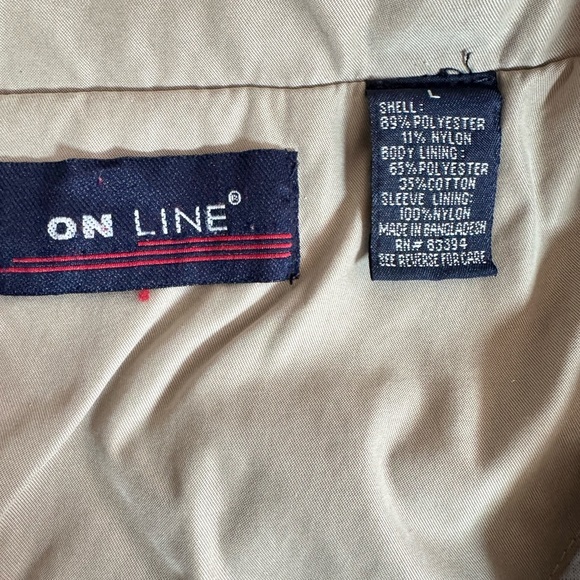 ON LINE®
L
SHELL:
89% POLYESTER
11% NYLON
BODY LINING:
65% POLYESTER
35% COTTON
SLEEVE LINING:
100% NYLON
MADE IN BANGLADESH
RN# 83394
SEE REVERSE FOR CARE